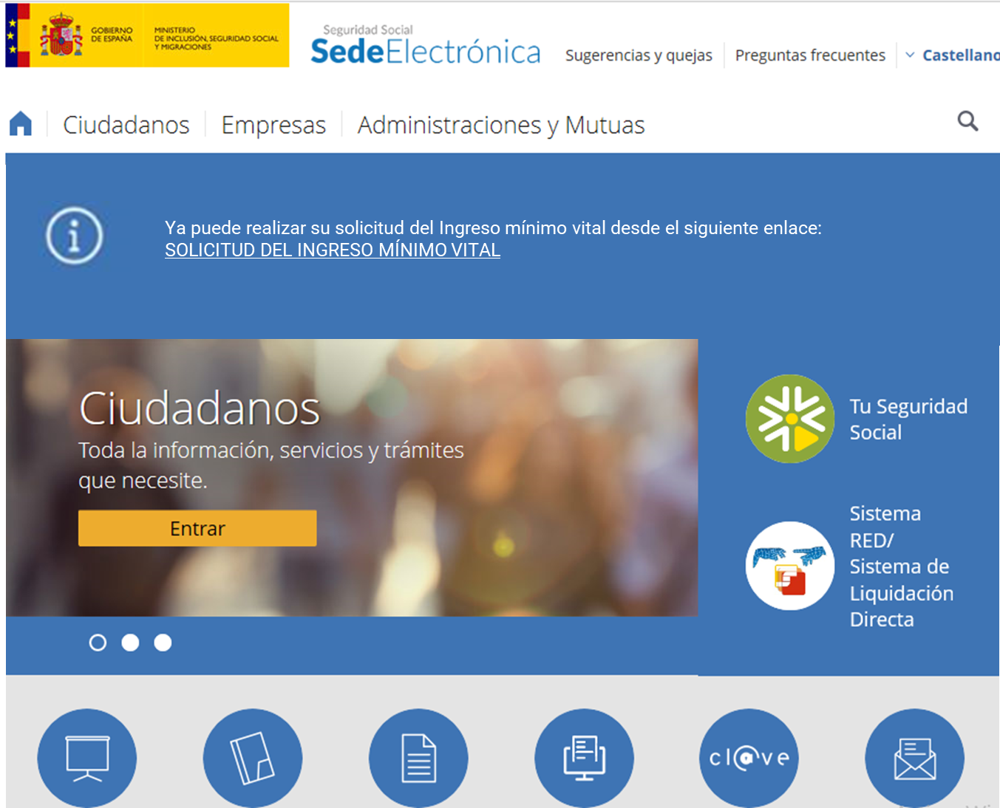 GOBIERNO
DE ESPAÑA
MINISTERIO
DE INCLUSIÓN, SEGURIDAD SOCIAL
Y MIGRACIONES
Seguridad Social
SedeElectrónica
Sugerencias y quejas
Preguntas frecuentes
Castellano
Ciudadanos
Empresas
Administraciones y Mutuas
Ya puede realizar su solicitud del Ingreso mínimo vital desde el siguiente enlace:
SOLICITUD DEL INGRESO MÍNIMO VITAL
Ciudadanos
Toda la información, servicios y trámites
que necesite.
Entrar
Tu Seguridad
Social
Sistema
RED/
Sistema de
Liquidación
Directa
cl@ve